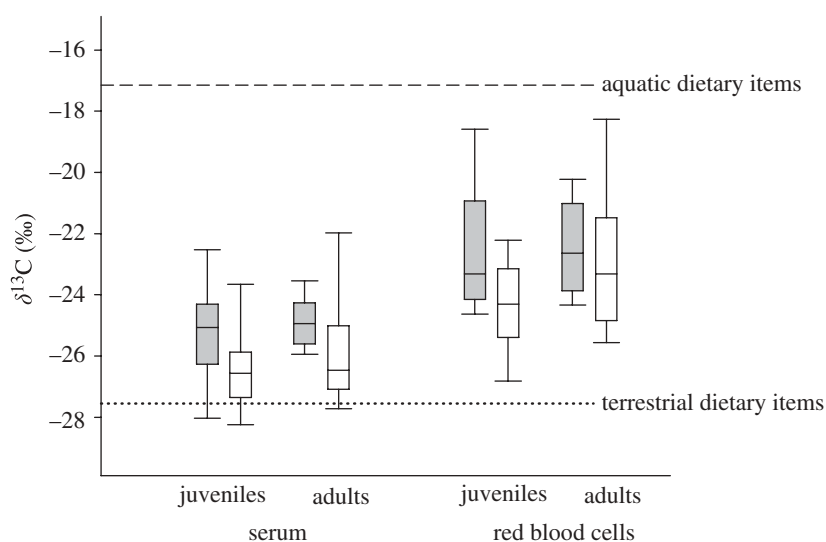 –16
aquatic dietary items
–18
–20
–22
–24
–26
terrestrial dietary items
–28
δ¹³C (‰)
juveniles adults juveniles adults
serum red blood cells